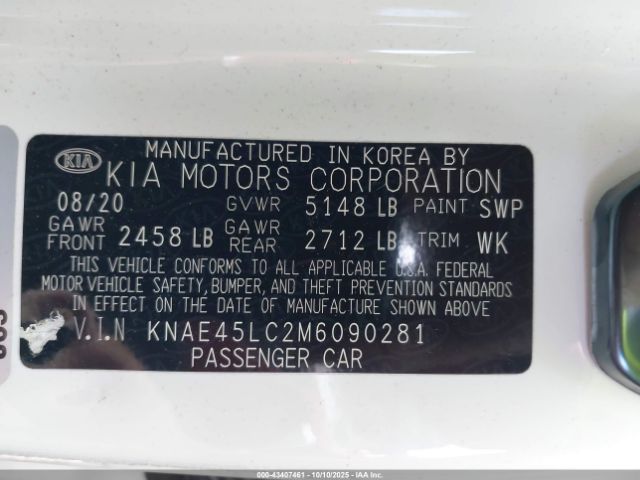 MANUFACTURED IN KOREA BY
KIA KIA MOTORS CORPORATION
08/20 GVWR 5148 LB PAINT SWP
GAWR FRONT 2458 LB GAWR REAR 2712 LB TRIM WK
THIS VEHICLE CONFORMS TO ALL APPLICABLE U.S.A. FEDERAL
MOTOR VEHICLE SAFETY, BUMPER, AND THEFT PREVENTION STANDARDS
IN EFFECT ON THE DATE OF MANUFACTURE SHOWN ABOVE
V.I.N KNAE45LC2M6090281
PASSENGER CAR
000-43407461 - 10/10/2025 - IAAI.COM